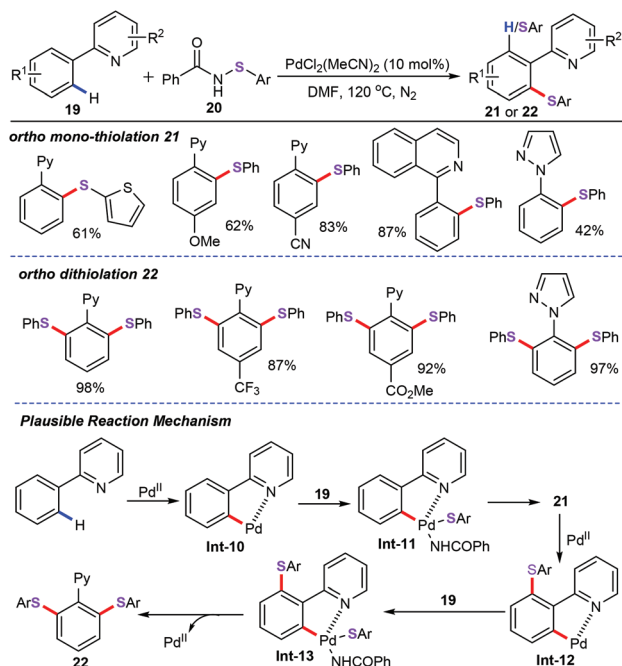 H/SAr
R¹
N
R²
H
19
+
O
Ph
N
H
S
Ar
20
PdCl₂(MeCN)₂ (10 mol%)
DMF, 120 °C, N₂
R¹
N
R²
SAr
21 or 22
ortho mono-thiolation 21
Py
S
S
61%
Py
SPh
OMe
62%
Py
SPh
CN
83%
N
SPh
87%
N
N
SPh
42%
ortho dithiolation 22
PhS
Py
SPh
98%
PhS
Py
SPh
CF₃
87%
PhS
Py
SPh
CO₂Me
92%
N
N
PhS
SPh
97%
Plausible Reaction Mechanism
N
H
Pdᴵᴵ
N
Pd
Int-10
19
N
Pd
SAr
NHCOPh
Int-11
21
Pdᴵᴵ
SAr
N
Pd
Int-12
19
SAr
N
Pd
SAr
NHCOPh
Int-13
Pdᴵᴵ
ArS
Py
SAr
22